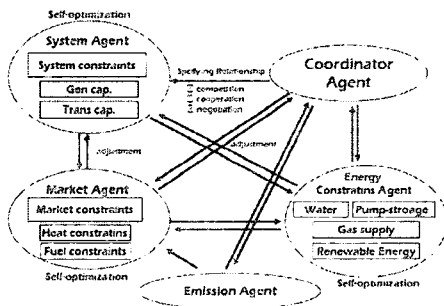 Self-optimization
System Agent
System constraints
Gen cap.
Trans cap.
Spcifying Relationship
competition
cooperation
negotiation
Coordinator
Agent
adjustment
adjustment
Market Agent
Market constraints
Heat constrains
Fuel constraints
Self-optimization
Energy
Constratins Agent
Water
Pump-stroage
Gas supply
Renewable Energy
Self-optimization
Emission Agent